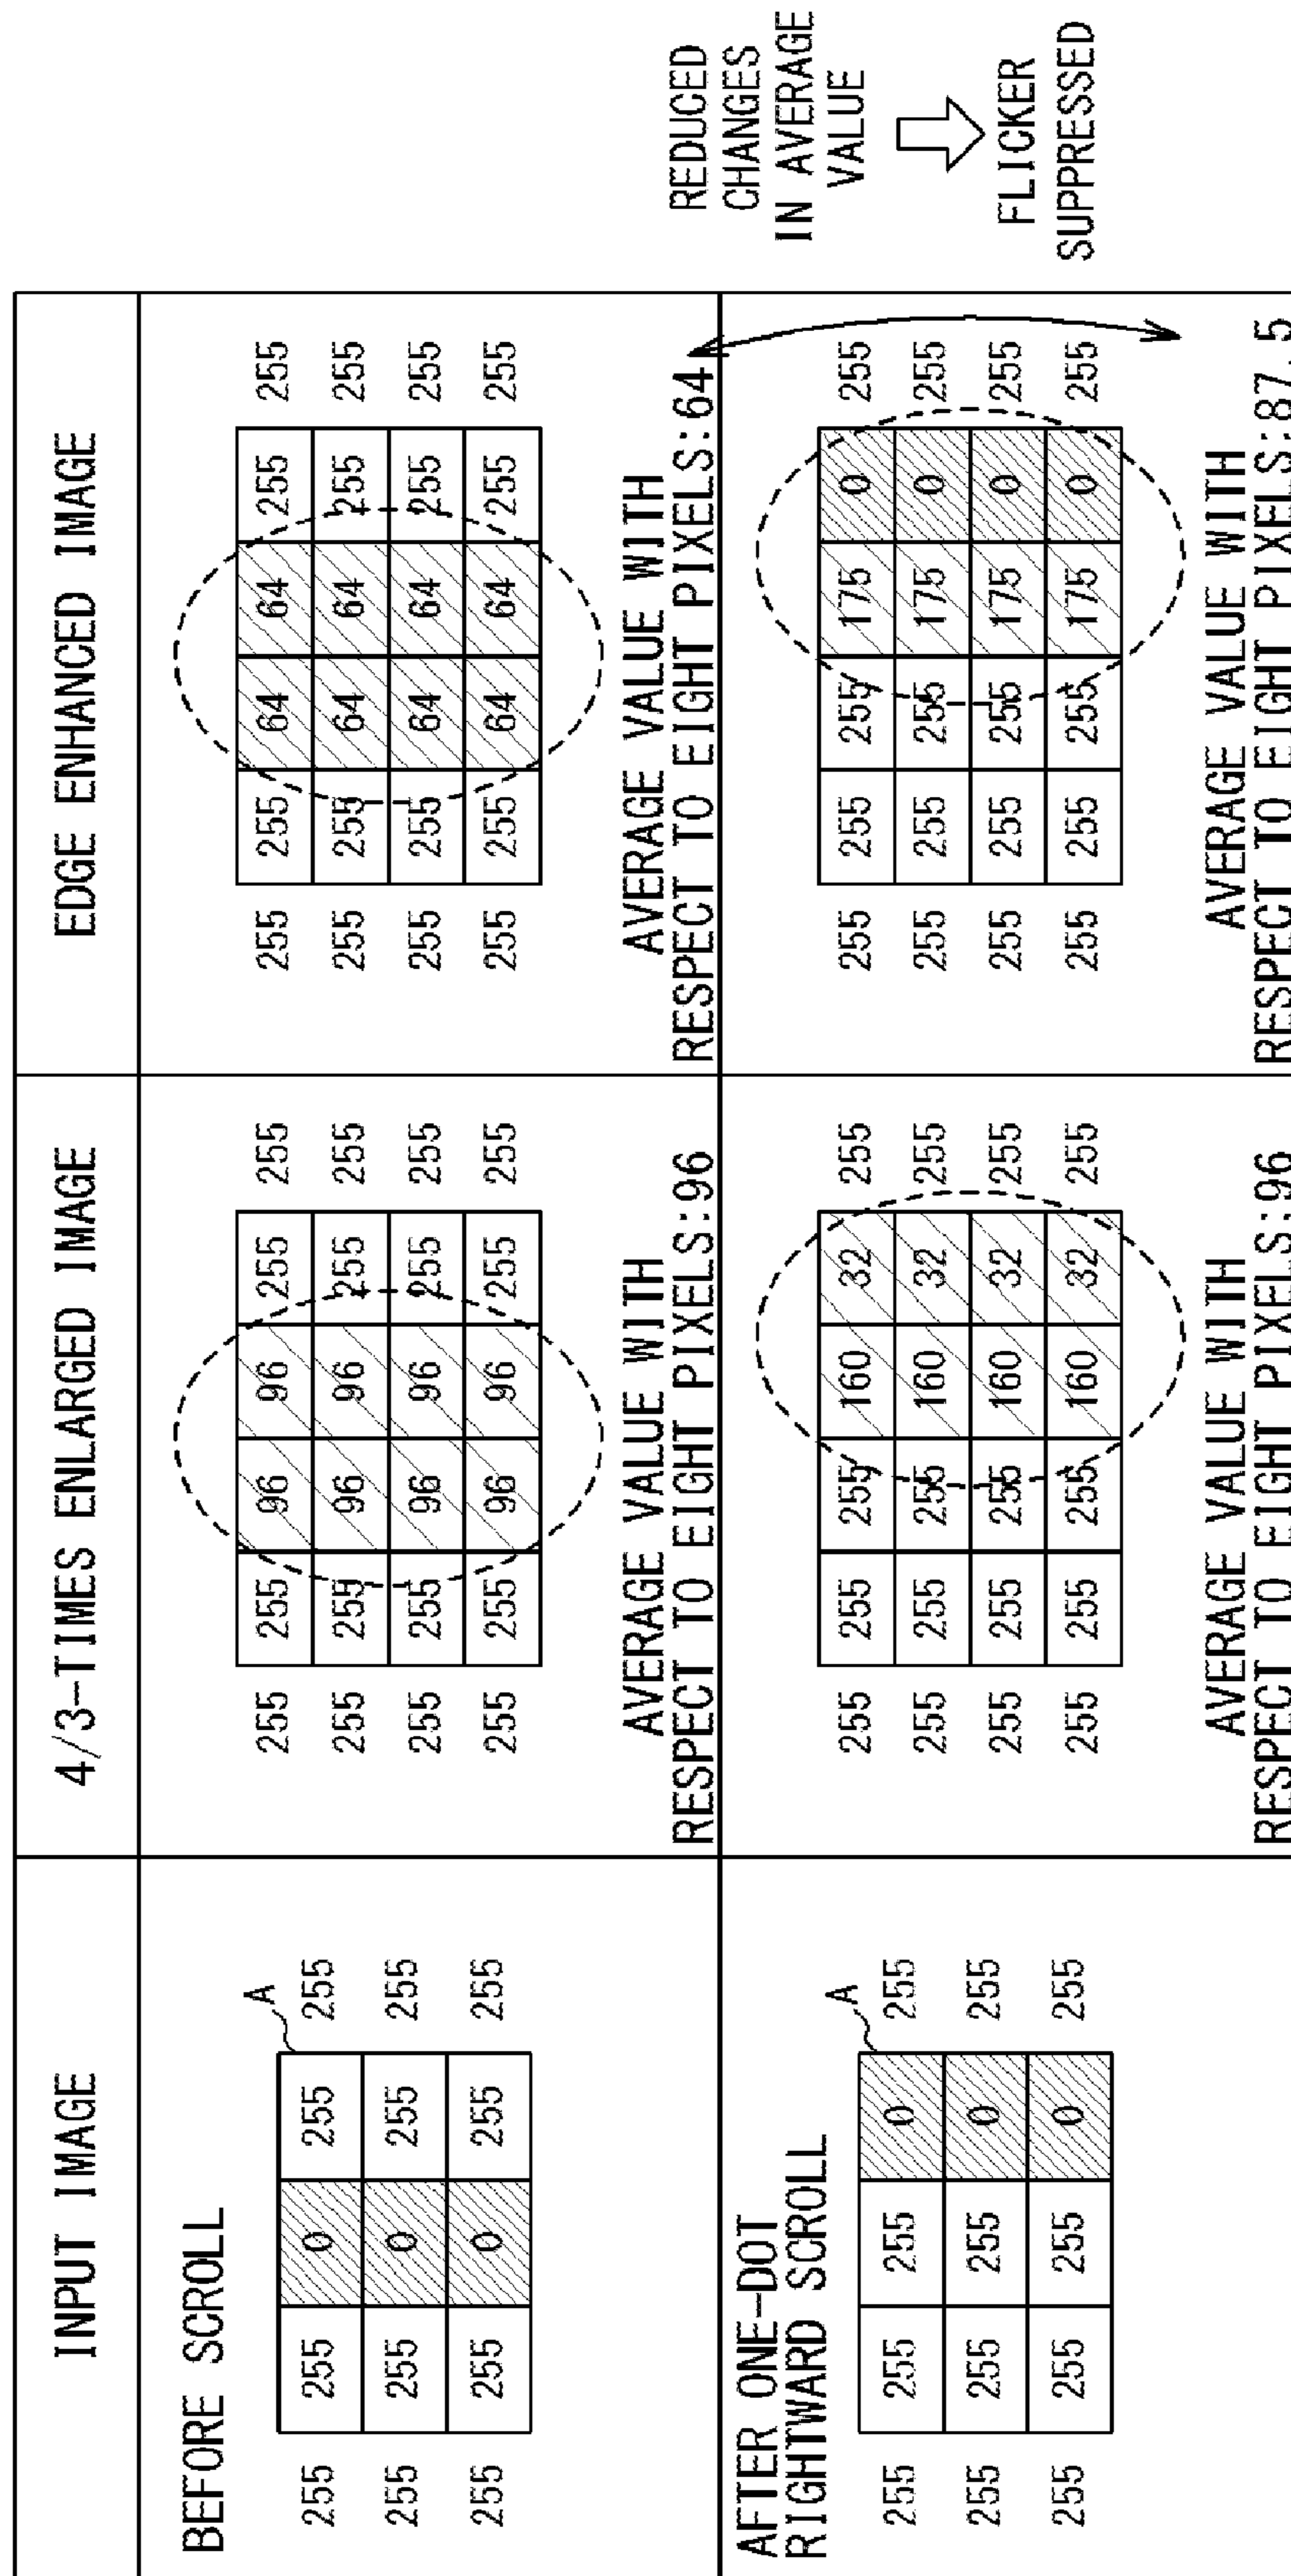 INPUT IMAGE
4/3-TIMES ENLARGED IMAGE
EDGE ENHANCED IMAGE
BEFORE SCROLL
A
255 255 0 255 255
255 255 0 255 255
255 255 0 255 255
255 255 96 96 255 255
255 255 96 96 255 255
255 255 96 96 255 255
255 255 96 96 255 255
AVERAGE VALUE WITH
RESPECT TO EIGHT PIXELS:96
255 255 64 64 255 255
255 255 64 64 255 255
255 255 64 64 255 255
255 255 64 64 255 255
AVERAGE VALUE WITH
RESPECT TO EIGHT PIXELS:64
AFTER ONE-DOT
RIGHTWARD SCROLL
A
255 255 255 0 255
255 255 255 0 255
255 255 255 0 255
255 255 255 160 32 255
255 255 255 160 32 255
255 255 255 160 32 255
255 255 255 160 32 255
AVERAGE VALUE WITH
RESPECT TO EIGHT PIXELS:96
255 255 255 175 0 255
255 255 255 175 0 255
255 255 255 175 0 255
255 255 255 175 0 255
AVERAGE VALUE WITH
RESPECT TO EIGHT PIXELS:87.5
REDUCED
CHANGES
IN AVERAGE
VALUE
FLICKER
SUPPRESSED